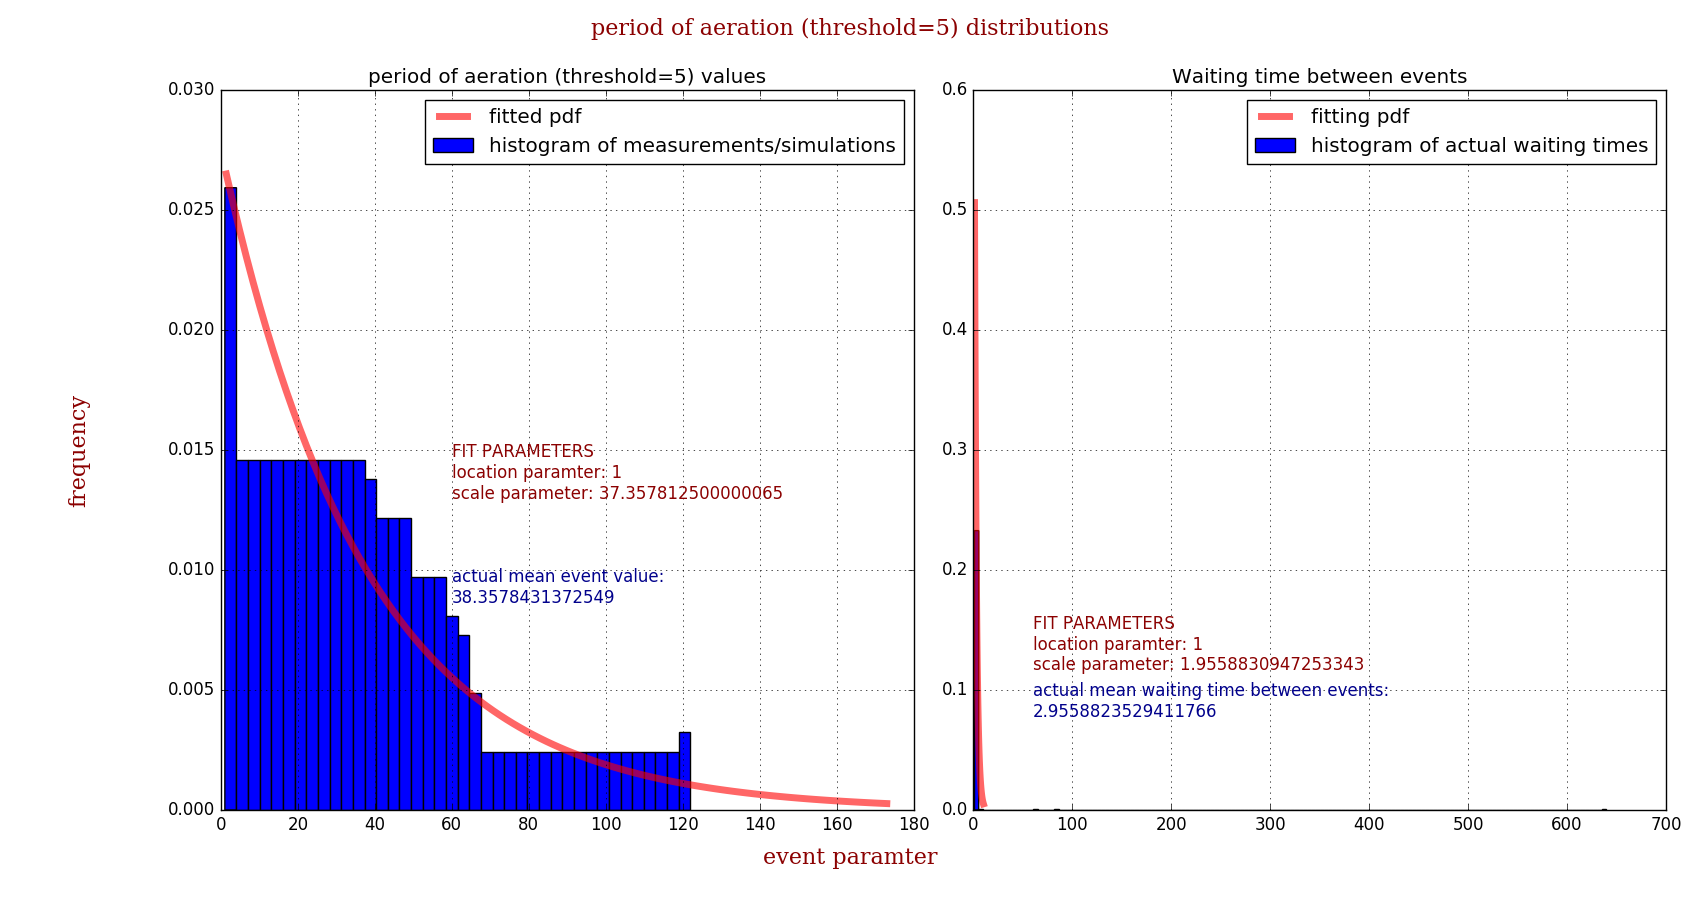 period of aeration (threshold=5) distributions
period of aeration (threshold=5) values
0.030
0.025
0.020
0.015
0.010
0.005
0.000
0 20 40 60 80 100 120 140 160 180
fitted pdf
histogram of measurements/simulations
FIT PARAMETERS
location paramter: 1
scale parameter: 37.357812500000065
actual mean event value:
38.3578431372549
frequency
Waiting time between events
0.6
0.5
0.4
0.3
0.2
0.1
0.0
0 100 200 300 400 500 600 700
fitting pdf
histogram of actual waiting times
FIT PARAMETERS
location paramter: 1
scale parameter: 1.9558830947253343
actual mean waiting time between events:
2.9558823529411766
event paramter